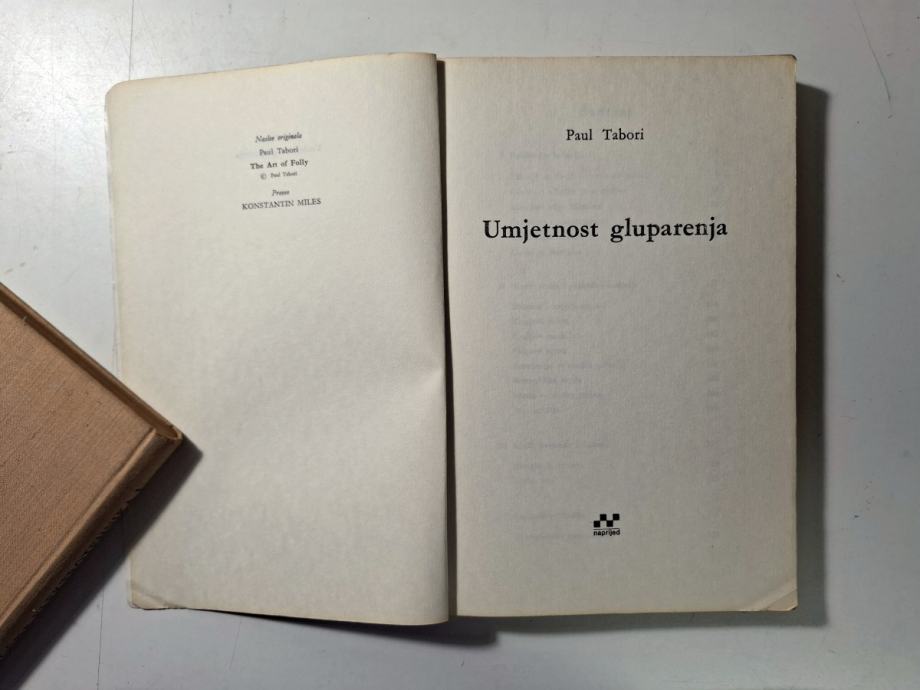 Naslov originala
Paul Tabori
The Art of Folly
© Paul Tabori
Preveo
KONSTANTIN MILES
Paul Tabori
Umjetnost gluparenja
naprijed